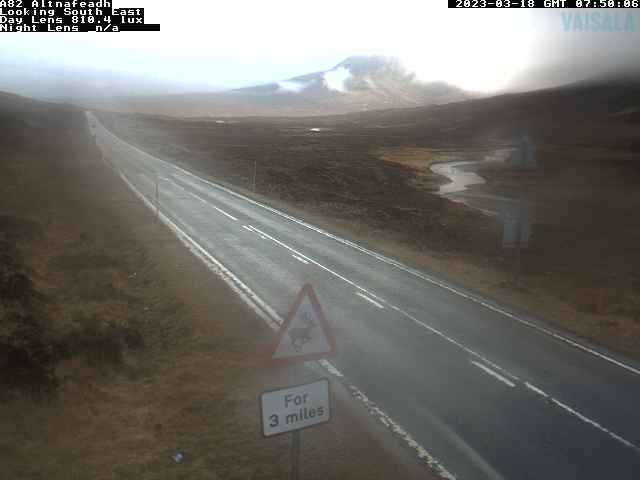 A82 Altnafeadh
Looking South East
Day Lens 810.4 lux
Night Lens n/a
2023-03-18 GMT 07:50:06
VAISALA
For
3 miles